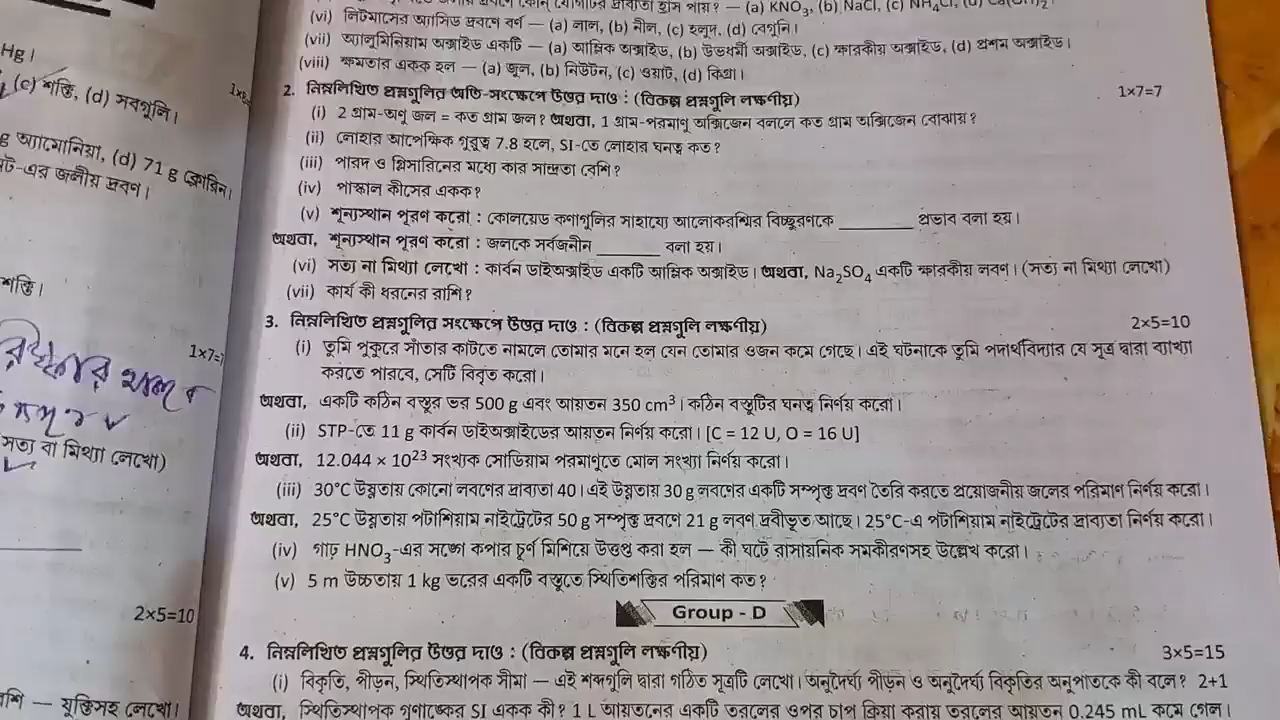 KNO₃, (b) NaCl, (c) NH₄Cl, (d) Ca(OH)₂।
(vi) লিটমাসের অ্যাসিড দ্রবণে বর্ণ — (a) লাল, (b) নীল, (c) হলুদ, (d) বেগুনি।
(vii) অ্যালুমিনিয়াম অক্সাইড একটি — (a) আম্লিক অক্সাইড, (b) উভধর্মী অক্সাইড, (c) ক্ষারকীয় অক্সাইড, (d) প্রশম অক্সাইড।
(viii) ক্ষমতার একক হল — (a) জুল, (b) নিউটন, (c) ওয়াট, (d) কিগ্রা।
2. নিম্নলিখিত প্রশ্নগুলির অতি-সংক্ষেপে উত্তর দাও : (বিকল্প প্রশ্নগুলি লক্ষণীয়) 1×7=7
(i) 2 গ্রাম-অণু জল = কত গ্রাম জল? অথবা, 1 গ্রাম-পরমাণু অক্সিজেন বললে কত গ্রাম অক্সিজেন বোঝায়?
(ii) লোহার আপেক্ষিক গুরুত্ব 7.8 হলে, SI-তে লোহার ঘনত্ব কত?
(iii) পারদ ও গ্লিসারিনের মধ্যে কার সান্দ্রতা বেশি?
(iv) পাস্কাল কীসের একক?
(v) শূন্যস্থান পূরণ করো : কোলয়েড কণাগুলির সাহায্যে আলোকরশ্মির বিচ্ছুরণকে ________ প্রভাব বলা হয়।
অথবা, শূন্যস্থান পূরণ করো : জলকে সর্বজনীন ______ বলা হয়।
(vi) সত্য না মিথ্যা লেখো : কার্বন ডাইঅক্সাইড একটি আম্লিক অক্সাইড। অথবা, Na₂SO₄ একটি ক্ষারকীয় লবণ। (সত্য না মিথ্যা লেখো)
(vii) কার্য কী ধরনের রাশি?
3. নিম্নলিখিত প্রশ্নগুলির সংক্ষেপে উত্তর দাও : (বিকল্প প্রশ্নগুলি লক্ষণীয়) 2×5=10
(i) তুমি পুকুরে সাঁতার কাটতে নামলে তোমার মনে হল যেন তোমার ওজন কমে গেছে। এই ঘটনাকে তুমি পদার্থবিদ্যার যে সূত্র দ্বারা ব্যাখ্যা
করতে পারবে, সেটি বিবৃত করো।
অথবা, একটি কঠিন বস্তুর ভর 500 g এবং আয়তন 350 cm³। কঠিন বস্তুটির ঘনত্ব নির্ণয় করো।
(ii) STP-তে 11 g কার্বন ডাইঅক্সাইডের আয়তন নির্ণয় করো। [C = 12 U, O = 16 U]
অথবা, 12.044 × 10²³ সংখ্যক সোডিয়াম পরমাণুতে মোল সংখ্যা নির্ণয় করো।
(iii) 30°C উষ্ণতায় কোনো লবণের দ্রাব্যতা 40। এই উষ্ণতায় 30 g লবণের একটি সম্পৃক্ত দ্রবণ তৈরি করতে প্রয়োজনীয় জলের পরিমাণ নির্ণয় করো।
অথবা, 25°C উষ্ণতায় পটাশিয়াম নাইট্রেটের 50 g সম্পৃক্ত দ্রবণে 21 g লবণ দ্রবীভূত আছে। 25°C-এ পটাশিয়াম নাইট্রেটের দ্রাব্যতা নির্ণয় করো।
(iv) গাঢ় HNO₃-এর সঙ্গে কপার চূর্ণ মিশিয়ে উত্তপ্ত করা হল — কী ঘটে রাসায়নিক সমীকরণসহ উল্লেখ করো।
(v) 5 m উচ্চতায় 1 kg ভরের একটি বস্তুতে স্থিতিশক্তির পরিমাণ কত?
Group - D
4. নিম্নলিখিত প্রশ্নগুলির উত্তর দাও : (বিকল্প প্রশ্নগুলি লক্ষণীয়) 3×5=15
(i) বিকৃতি, পীড়ন, স্থিতিস্থাপক সীমা — এই শব্দগুলি দ্বারা গঠিত সূত্রটি লেখো। অনুদৈর্ঘ্য পীড়ন ও অনুদৈর্ঘ্য বিকৃতির অনুপাতকে কী বলে? 2+1
অথবা, স্থিতিস্থাপক গুণাঙ্কের SI একক কী? 1 L আয়তনের একটি তরলের ওপর চাপ ক্রিয়া করায় তরলের আয়তন 0.245 mL কমে গেল।
Hg।
(c) শক্তি, (d) সবগুলি।
g অ্যামোনিয়া, (d) 71 g ক্লোরিন।
-এর জলীয় দ্রবণ।
শক্তি।
1×7=7
সত্য বা মিথ্যা লেখো)
2×5=10
— যুক্তিসহ লেখো।